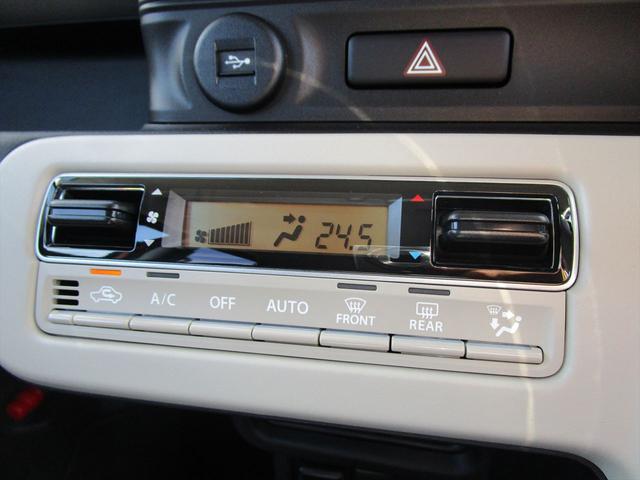 24.5
A/C OFF AUTO FRONT REAR